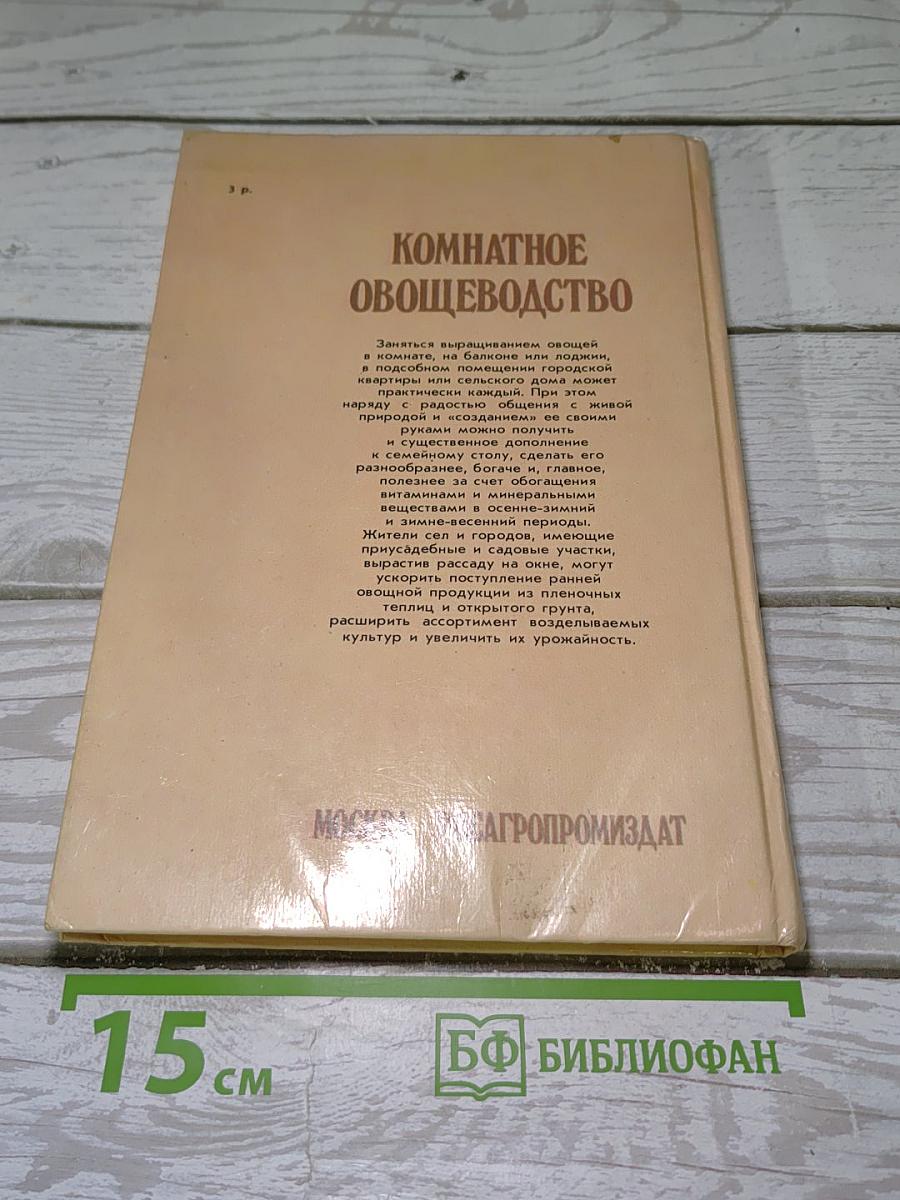 3 р.
КОМНАТНОЕ
ОВОЩЕВОДСТВО
Заняться выращиванием овощей
в комнате, на балконе или лоджии,
в подсобном помещении городской
квартиры или сельского дома может
практически каждый. При этом
наряду с радостью общения с живой
природой и «созданием» ее своими
руками можно получить
и существенное дополнение
к семейному столу, сделать его
разнообразнее, богаче и, главное,
полезнее за счет обогащения
витаминами и минеральными
веществами в осенне-зимний
и зимне-весенний периоды.
Жители сел и городов, имеющие
приусадебные и садовые участки,
вырастив рассаду на окне, могут
ускорить поступление ранней
овощной продукции из пленочных
теплиц и открытого грунта,
расширить ассортимент возделываемых
культур и увеличить их урожайность.
МОСКВА
15 см
БФ БИБЛИОФАН